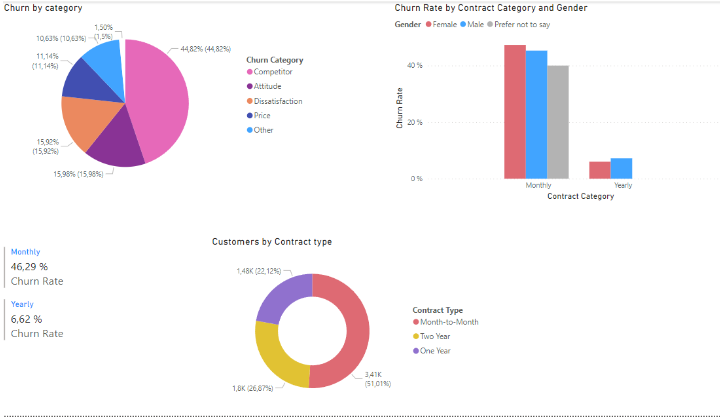 Churn by category
1,50%
(1,5%)
10,63% (10,63%)
11,14%
(11,14%)
15,92%
(15,92%)
15,98% (15,98%)
44,82% (44,82%)
Churn Category
Competitor
Attitude
Dissatisfaction
Price
Other
Churn Rate by Contract Category and Gender
Gender Female Male Prefer not to say
Churn Rate
40 %
20 %
0 %
Monthly Yearly
Contract Category
Monthly
46,29 %
Churn Rate
Yearly
6,62 %
Churn Rate
Customers by Contract type
1,48K (22,12%)
1,8K (26,87%)
3,41K
(51,01%)
Contract Type
Month-to-Month
Two Year
One Year